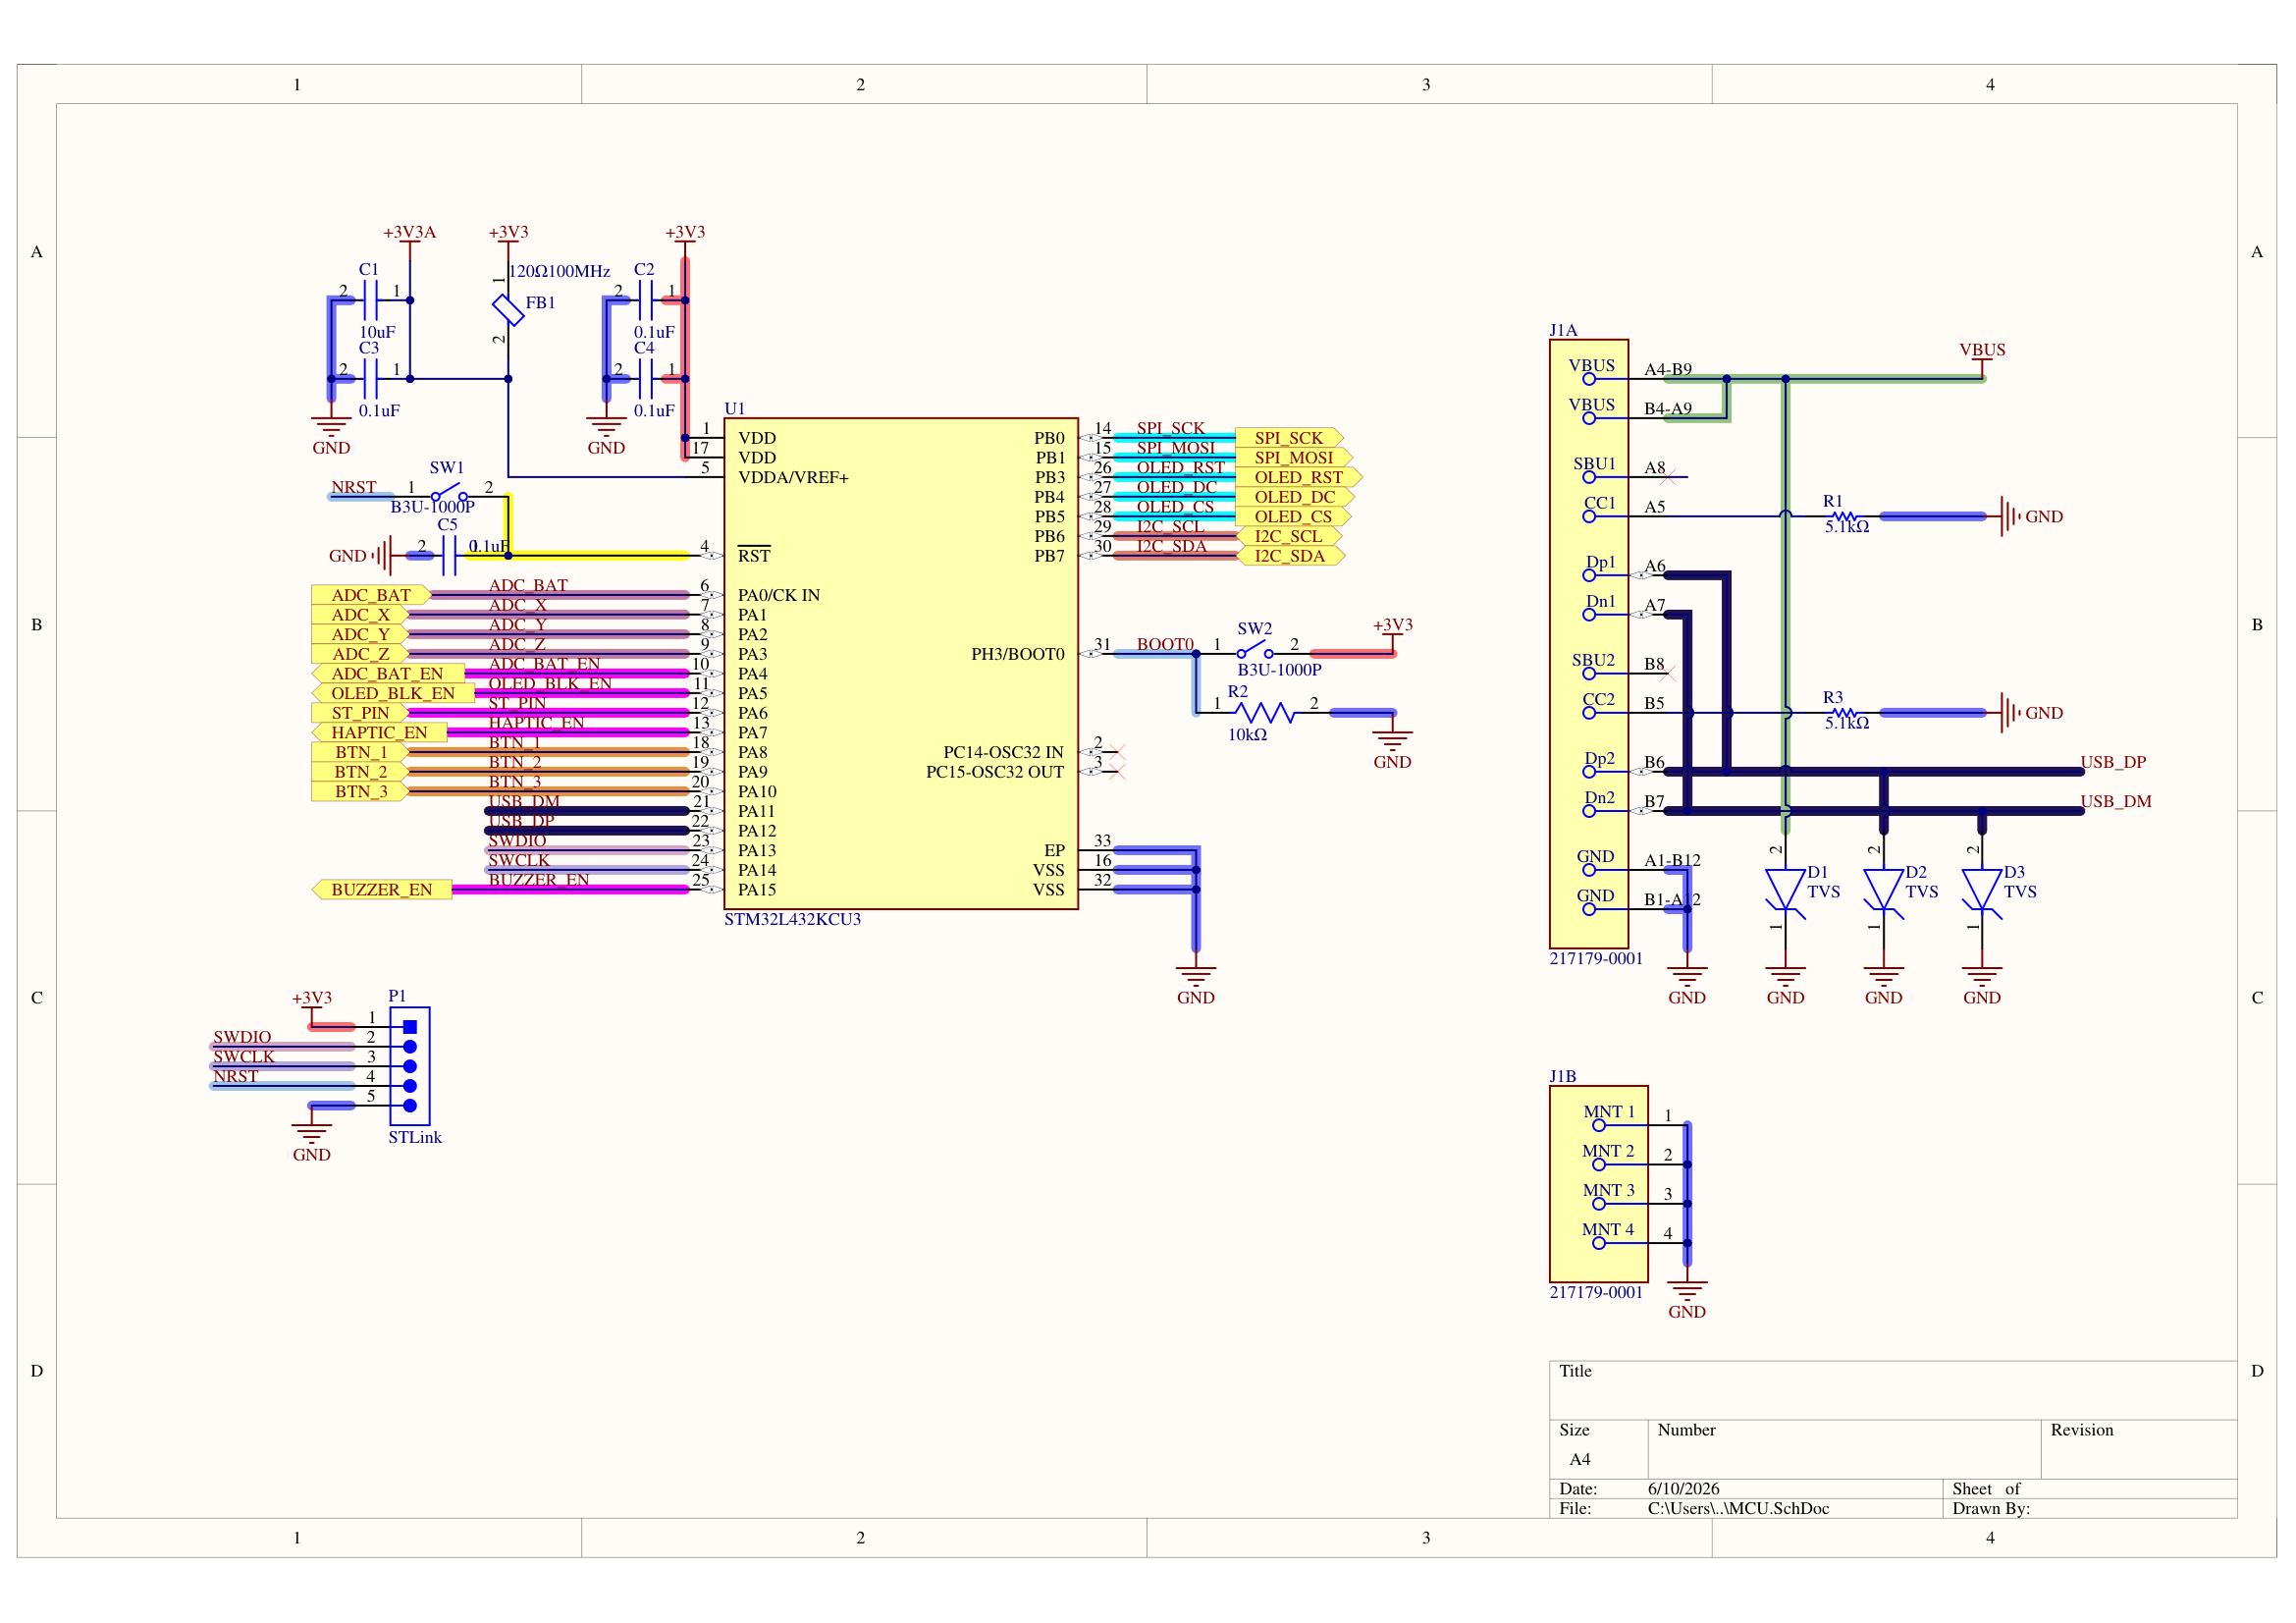 1 2 3 4
A A
B B
C C
D D
1 2 3 4
+3V3A +3V3 +3V3
C1
2 1
10uF
C3
2 1
0.1uF
GND
1
120Ω100MHz
FB1
2
C2
2 1
0.1uF
C4
2 1
0.1uF
GND
SW1
NRST 1 2
B3U-1000P
C5
GND 2 1 0.1uF
U1
1 VDD
17 VDD
5 VDDA/VREF+
4 RST
ADC_BAT ADC_BAT 6 PA0/CK IN
ADC_X ADC_X 7 PA1
ADC_Y ADC_Y 8 PA2
ADC_Z ADC_Z 9 PA3
ADC_BAT_EN ADC_BAT_EN 10 PA4
OLED_BLK_EN OLED_BLK_EN 11 PA5
ST_PIN ST_PIN 12 PA6
HAPTIC_EN HAPTIC_EN 13 PA7
BTN_1 BTN_1 18 PA8
BTN_2 BTN_2 19 PA9
BTN_3 BTN_3 20 PA10
USB_DM 21 PA11
USB_DP 22 PA12
SWDIO 23 PA13
SWCLK 24 PA14
BUZZER_EN BUZZER_EN 25 PA15
STM32L432KCU3
PB0 14 SPI_SCK SPI_SCK
PB1 15 SPI_MOSI SPI_MOSI
PB3 26 OLED_RST OLED_RST
PB4 27 OLED_DC OLED_DC
PB5 28 OLED_CS OLED_CS
PB6 29 I2C_SCL I2C_SCL
PB7 30 I2C_SDA I2C_SDA
PH3/BOOT0 31 BOOT0
PC14-OSC32 IN 2
PC15-OSC32 OUT 3
EP 33
VSS 16
VSS 32
GND
SW2
1 2
B3U-1000P
+3V3
R2
1 2
10kΩ
GND
+3V3
P1
1
SWDIO 2
SWCLK 3
NRST 4
5
GND
STLink
J1A
VBUS A4-B9 VBUS
VBUS B4-A9
SBU1 A8
CC1 A5 R1 5.1kΩ GND
Dp1 A6
Dn1 A7
SBU2 B8
CC2 B5 R3 5.1kΩ GND
Dp2 B6 USB_DP
Dn2 B7 USB_DM
GND A1-B12
GND B1-A12
217179-0001
GND
2 D1 TVS 1 GND
2 D2 TVS 1 GND
2 D3 TVS 1 GND
J1B
MNT 1 1
MNT 2 2
MNT 3 3
MNT 4 4
217179-0001
GND
Title
Size Number Revision
A4
Date: 6/10/2026 Sheet of
File: C:\Users\..\MCU.SchDoc Drawn By: